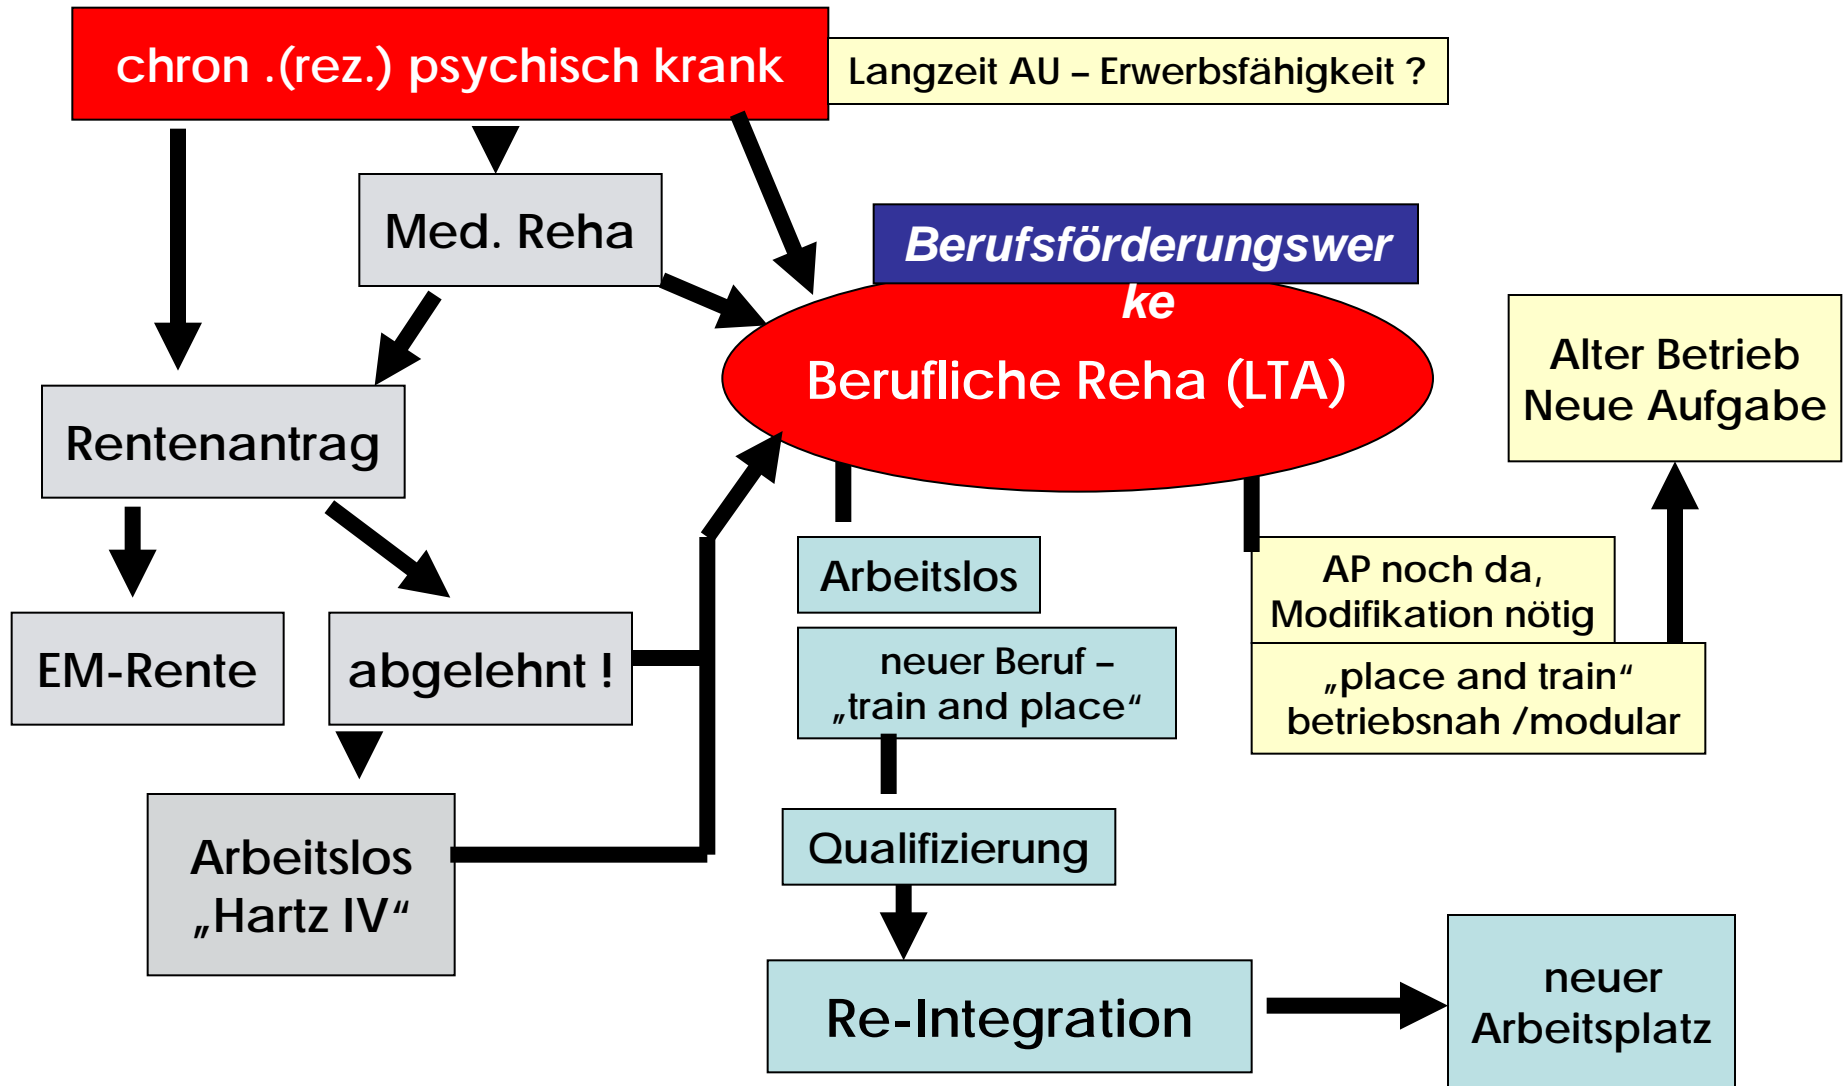 chron .(rez.) psychisch krank
Langzeit AU – Erwerbsfähigkeit ?
Med. Reha
Berufsförderungswer
ke
Berufliche Reha (LTA)
Alter Betrieb
Neue Aufgabe
Rentenantrag
EM-Rente
abgelehnt !
Arbeitslos
„Hartz IV“
Arbeitslos
neuer Beruf –
„train and place“
AP noch da,
Modifikation nötig
„place and train“
betriebsnah /modular
Qualifizierung
Re-Integration
neuer
Arbeitsplatz